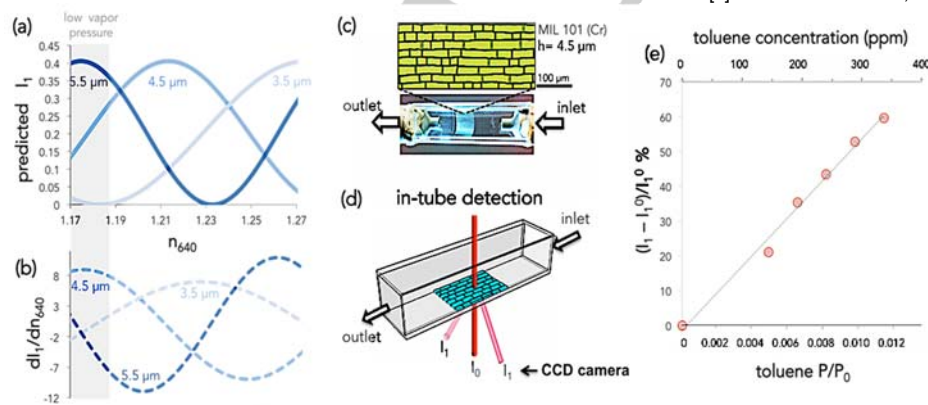 (a)
low vapor
pressure
0.45
0.4
0.35
0.3
0.25
0.2
0.15
0.1
0.05
0
predicted I₁
5.5 μm
4.5 μm
3.5 μm
1.17 1.19 1.21 1.23 1.25 1.27
n₆₄₀
(b)
8
3
-2
-7
-12
dI₁/dn₆₄₀
4.5 μm
3.5 μm
5.5 μm
(c)
MIL 101 (Cr)
h= 4.5 μm
100 μm
outlet
inlet
(d)
in-tube detection
inlet
outlet
I₁
I₀
I₁
← CCD camera
(e)
toluene concentration (ppm)
0 100 200 300 400
70
60
50
40
30
20
10
0
(I₁ – I₁⁰)/I₁⁰ %
0 0.002 0.004 0.006 0.008 0.010 0.012
toluene P/P₀